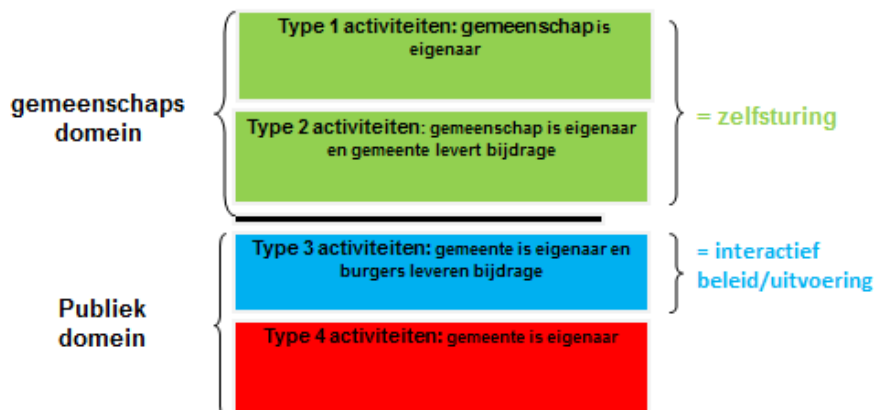 Type 1 activiteiten: gemeenschap is
eigenaar
gemeenschaps
domein
Type 2 activiteiten: gemeenschap is eigenaar
en gemeente levert bijdrage
= zelfsturing
Type 3 activiteiten: gemeente is eigenaar en
burgers leveren bijdrage
= interactief
beleid/uitvoering
Publiek
domein
Type 4 activiteiten: gemeente is eigenaar